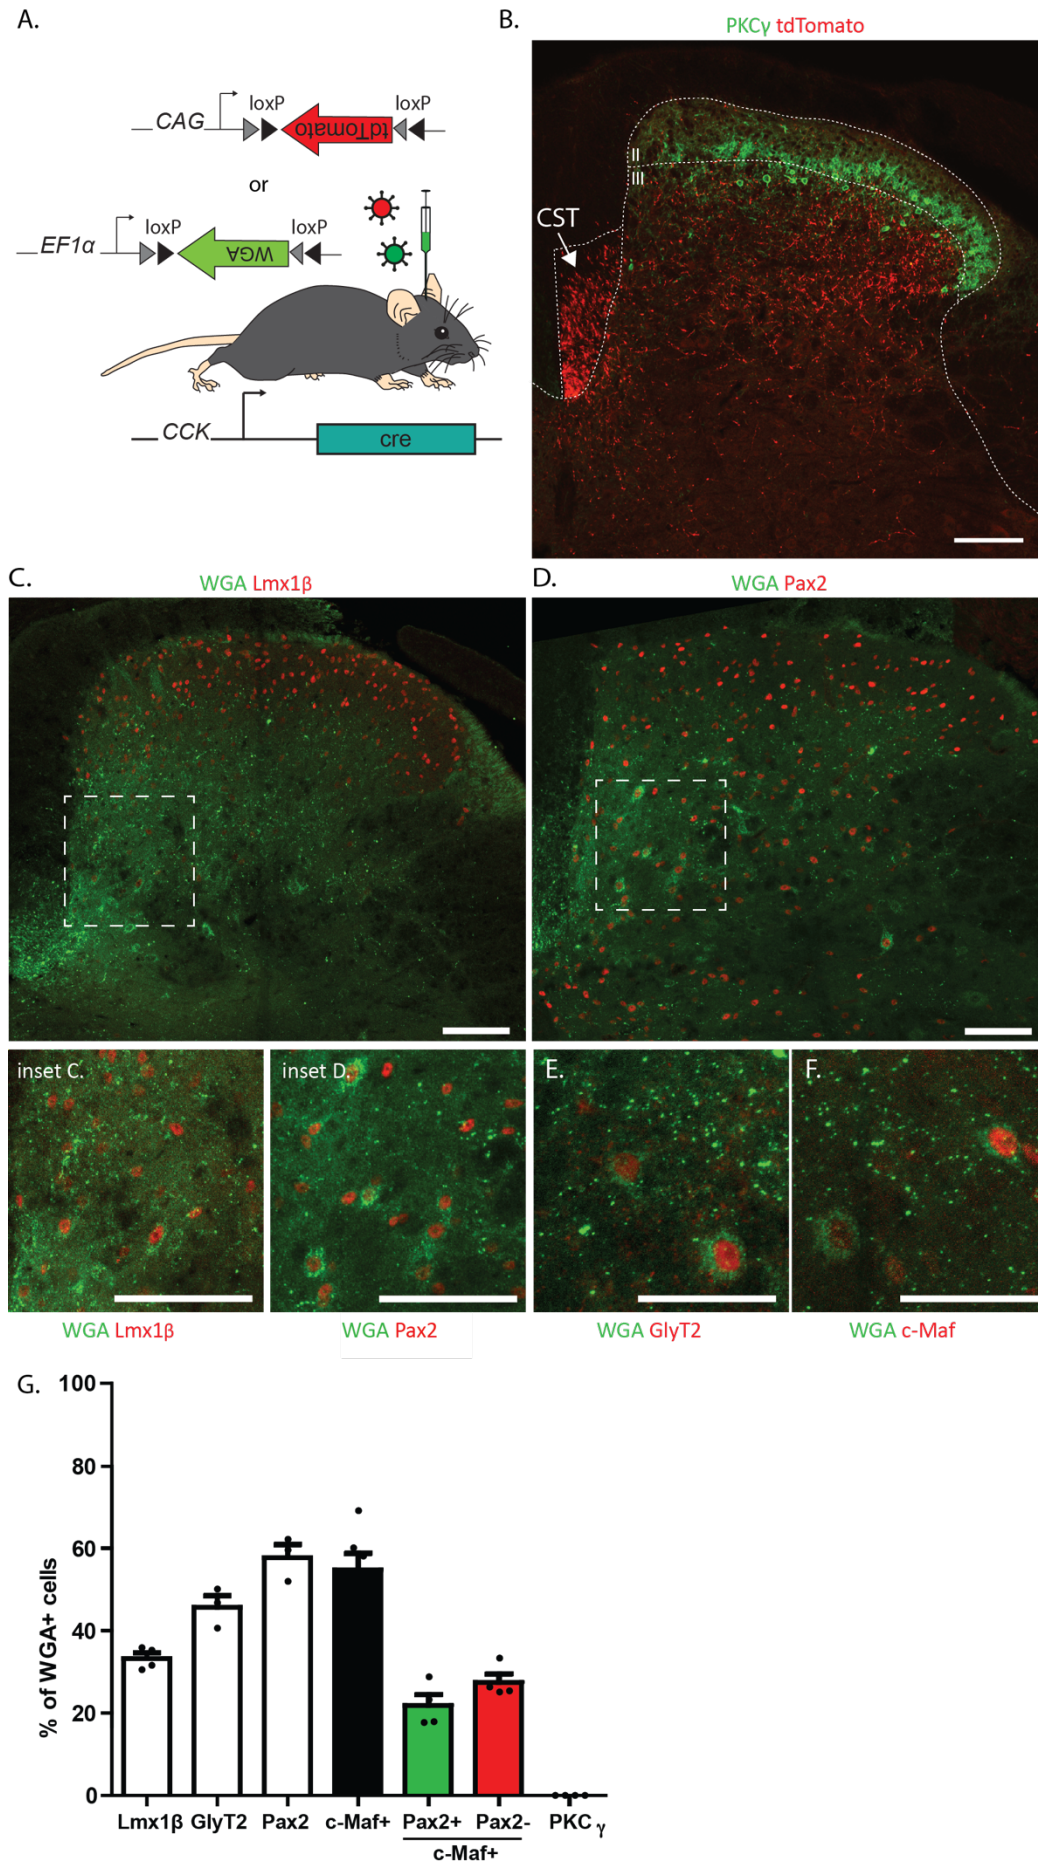 A.
loxP loxP
CAG tdTomato
or
loxP loxP
EF1α WGA
CCK cre
B.
PKCγ tdTomato
II
III
CST
C.
WGA Lmx1β
D.
WGA Pax2
inset C.
inset D.
E.
F.
WGA Lmx1β
WGA Pax2
WGA GlyT2
WGA c-Maf
G.
% of WGA+ cells
100
80
60
40
20
0
Lmx1β GlyT2 Pax2 c-Maf+ Pax2+ Pax2- PKC γ
c-Maf+